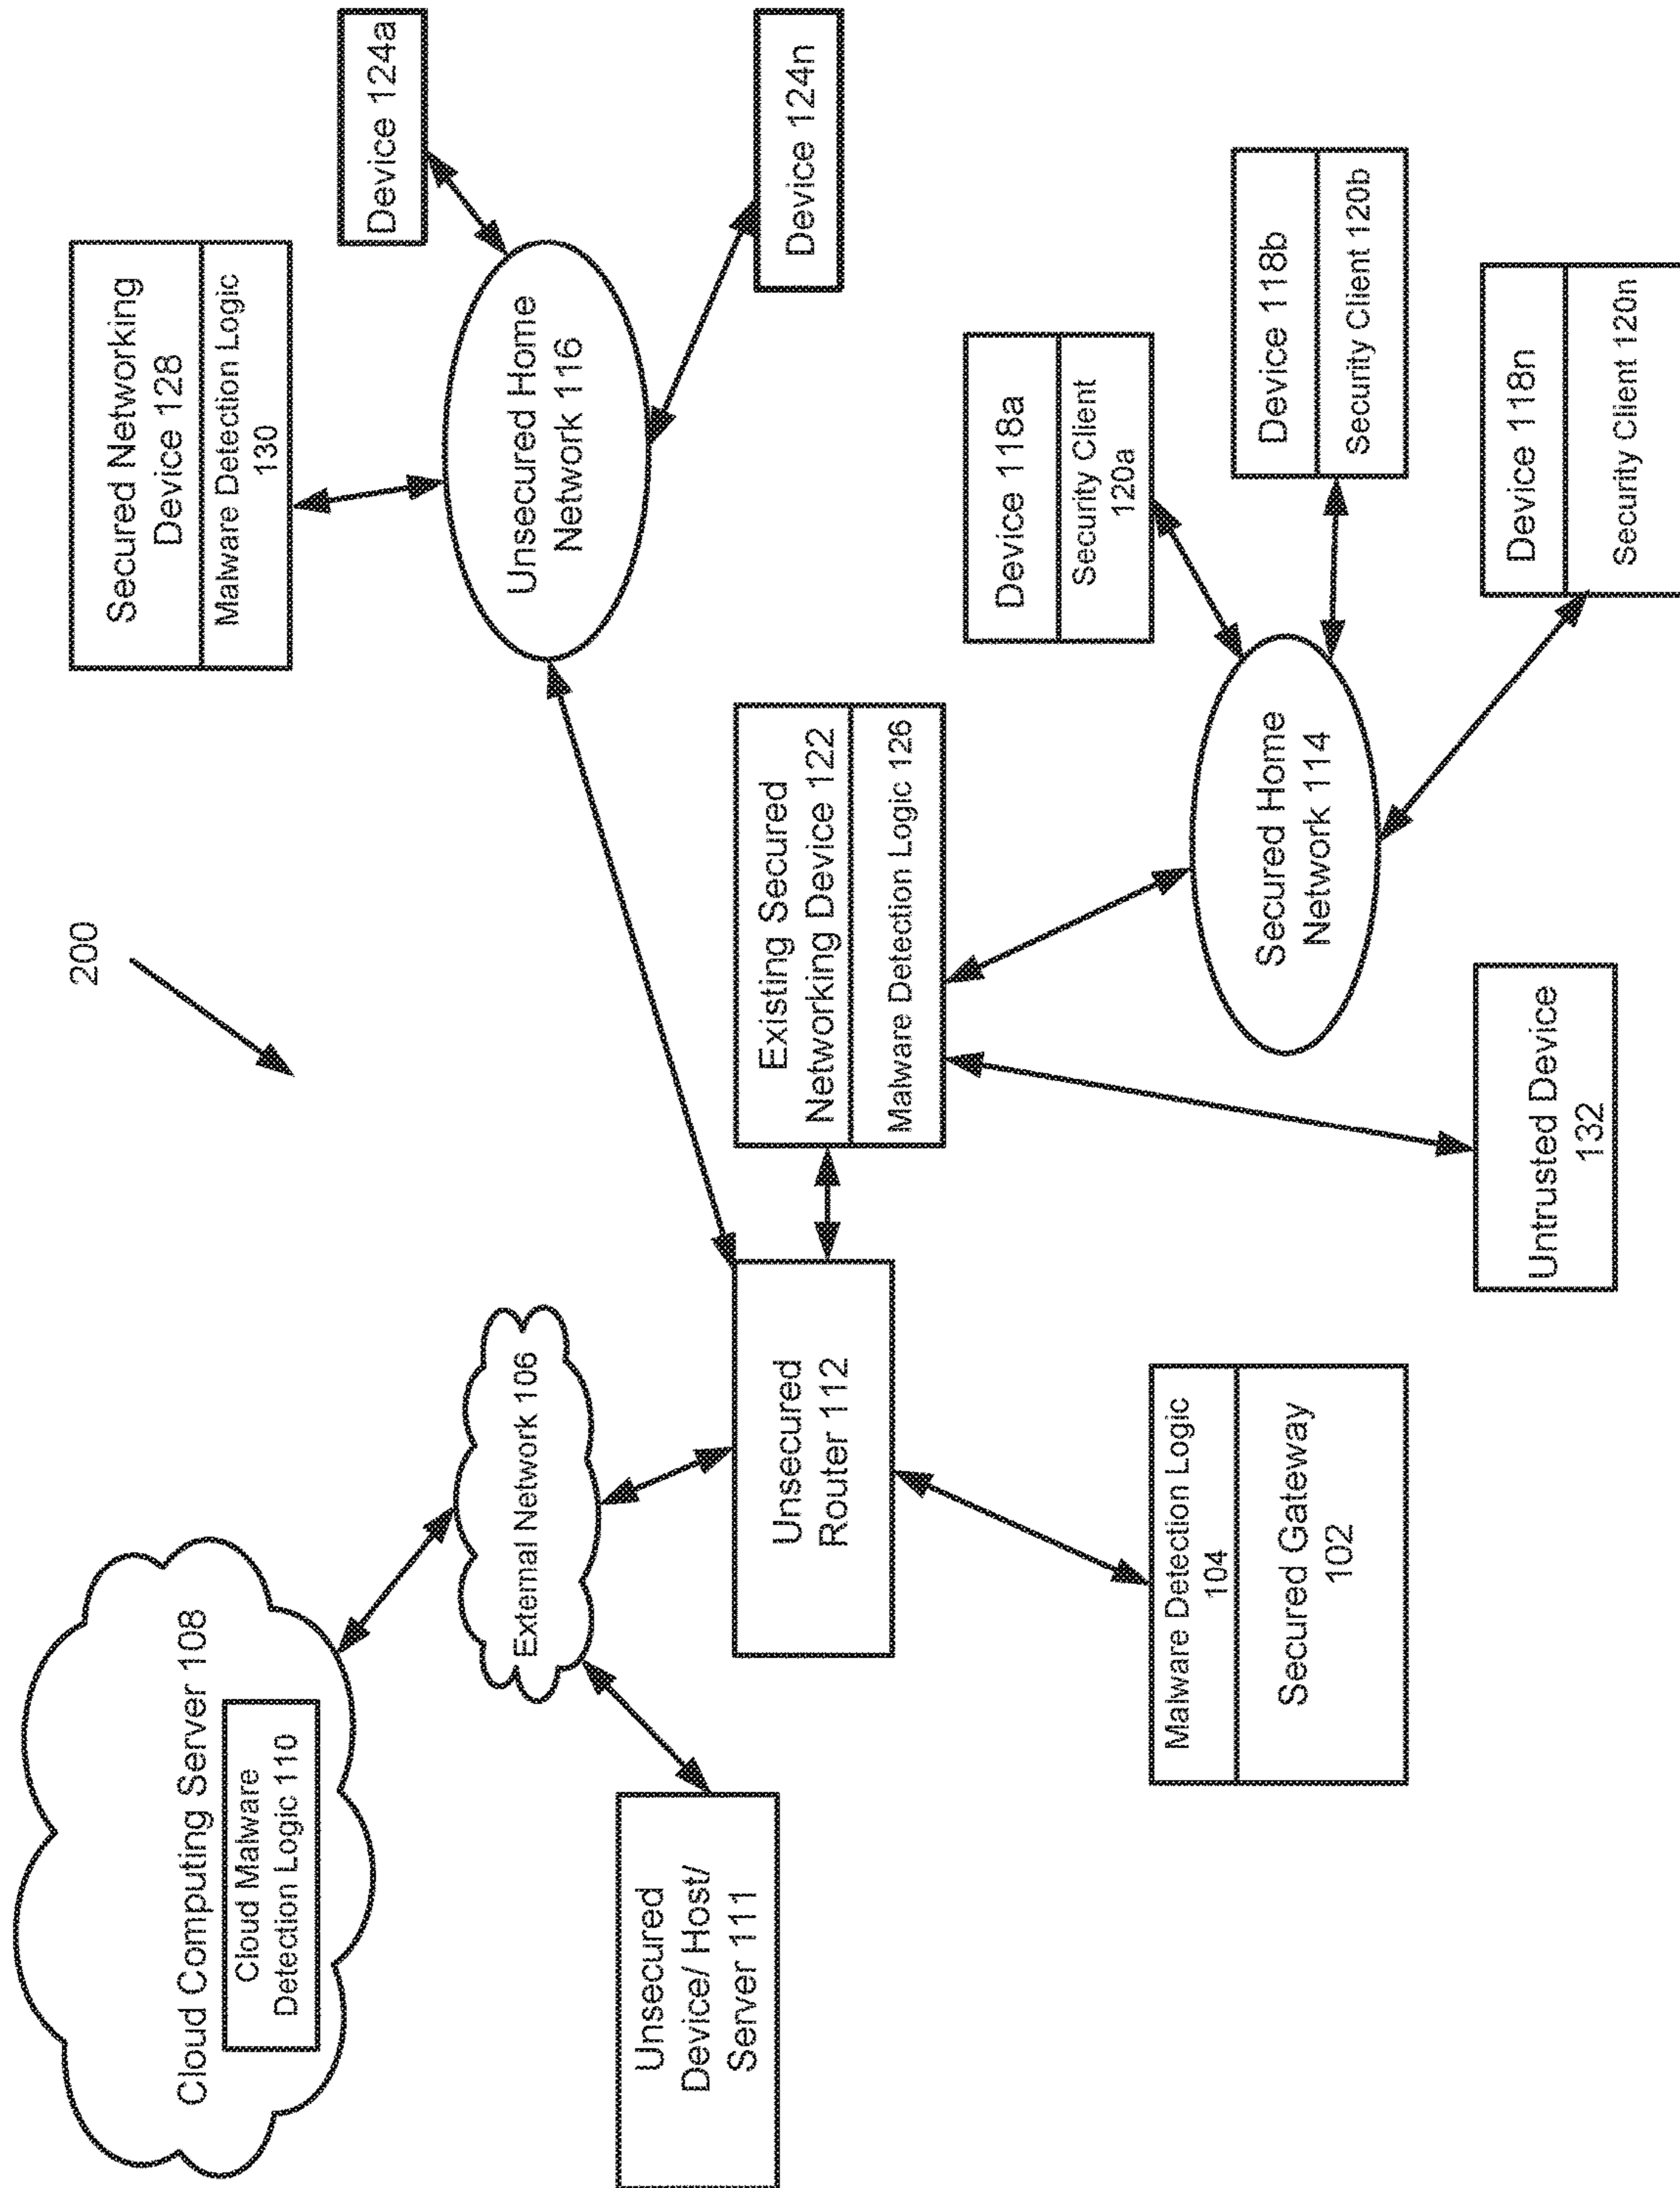 200
Cloud Computing Server 108
Cloud Malware
Detection Logic 110
External Network 106
Unsecured
Device/ Host/
Server 111
Unsecured
Router 112
Malware Detection Logic
104
Secured Gateway
102
Secured Networking
Device 128
Malware Detection Logic
130
Unsecured Home
Network 116
Device 124a
Device 124n
Existing Secured
Networking Device 122
Malware Detection Logic 126
Untrusted Device
132
Secured Home
Network 114
Device 118a
Security Client
120a
Device 118b
Security Client 120b
Device 118n
Security Client 120n